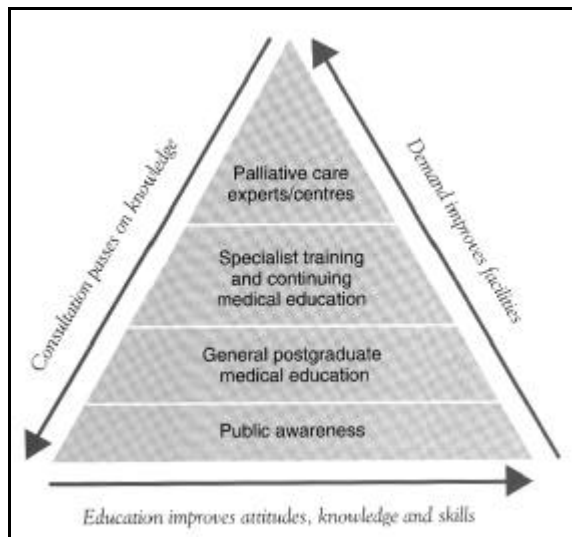 Consultation passes on knowledge
Demand improves facilities
Palliative care
experts/centres
Specialist training
and continuing
medical education
General postgraduate
medical education
Public awareness
Education improves attitudes, knowledge and skills